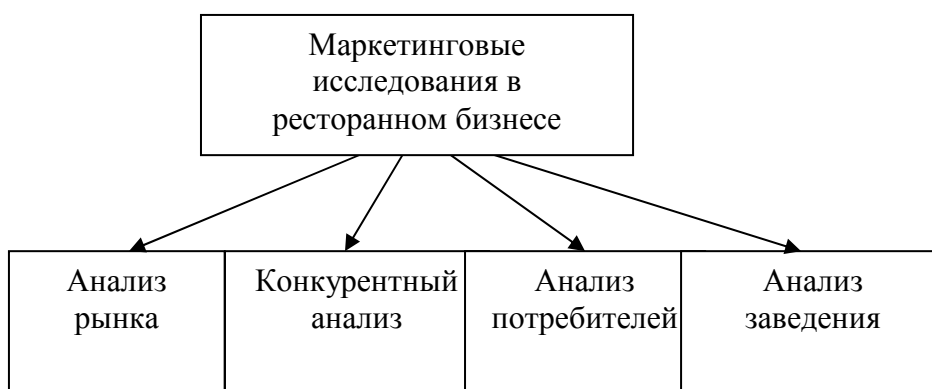 Маркетинговые
исследования в
ресторанном бизнесе
Анализ
рынка
Конкурентный
анализ
Анализ
потребителей
Анализ
заведения